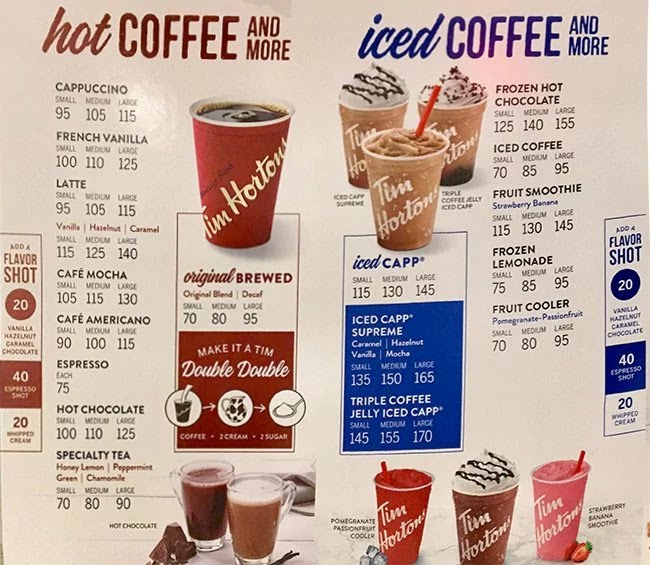 hot COFFEE AND MORE
CAPPUCCINO
SMALL MEDIUM LARGE
95 105 115
FRENCH VANILLA
SMALL MEDIUM LARGE
100 110 125
LATTE
SMALL MEDIUM LARGE
95 105 115
Vanilla | Hazelnut | Caramel
SMALL MEDIUM LARGE
115 125 140
CAFÉ MOCHA
SMALL MEDIUM LARGE
105 115 130
CAFÉ AMERICANO
SMALL MEDIUM LARGE
90 100 115
ESPRESSO
EACH
75
HOT CHOCOLATE
SMALL MEDIUM LARGE
100 110 125
SPECIALTY TEA
Honey Lemon | Peppermint
Green | Chamomile
SMALL MEDIUM LARGE
70 80 90
HOT CHOCOLATE
ADD A
FLAVOR
SHOT
20
VANILLA
HAZELNUT
CARAMEL
CHOCOLATE
40
ESPRESSO
SHOT
20
WHIPPED
CREAM
Tim Hortons
original BREWED
Original Blend | Decaf
SMALL MEDIUM LARGE
70 80 95
MAKE IT A TIM
Double Double
COFFEE • 2 CREAM • 2 SUGAR
iced COFFEE AND MORE
Tim
Tim
Horton
ICED CAPP
SUPREME
TRIPLE
COFFEE JELLY
ICED CAPP
iced CAPP®
SMALL MEDIUM LARGE
115 130 145
ICED CAPP®
SUPREME
Caramel | Hazelnut
Vanilla | Mocha
SMALL MEDIUM LARGE
135 150 165
TRIPLE COFFEE
JELLY ICED CAPP®
SMALL MEDIUM LARGE
145 155 170
FROZEN HOT
CHOCOLATE
SMALL MEDIUM LARGE
125 140 155
ICED COFFEE
SMALL MEDIUM LARGE
70 85 95
FRUIT SMOOTHIE
Strawberry Banana
SMALL MEDIUM LARGE
115 130 145
FROZEN
LEMONADE
SMALL MEDIUM LARGE
75 85 95
FRUIT COOLER
Pomegranate-Passionfruit
SMALL MEDIUM LARGE
70 80 95
ADD A
FLAVOR
SHOT
20
VANILLA
HAZELNUT
CARAMEL
CHOCOLATE
40
ESPRESSO
SHOT
20
WHIPPED
CREAM
POMEGRANATE
PASSIONFRUIT
COOLER
Tim
Hortons
Tim
Hortons
Tim
Hortons
STRAWBERRY
BANANA
SMOOTHIE